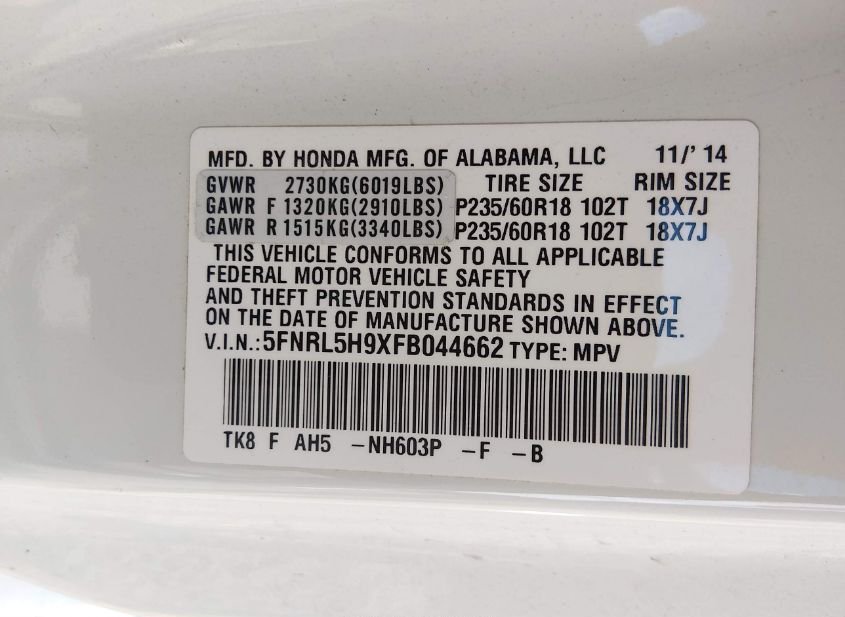 MFD. BY HONDA MFG. OF ALABAMA, LLC 11/' 14
GVWR 2730KG(6019LBS) TIRE SIZE RIM SIZE
GAWR F 1320KG(2910LBS) P235/60R18 102T 18X7J
GAWR R 1515KG(3340LBS) P235/60R18 102T 18X7J
THIS VEHICLE CONFORMS TO ALL APPLICABLE
FEDERAL MOTOR VEHICLE SAFETY
AND THEFT PREVENTION STANDARDS IN EFFECT
ON THE DATE OF MANUFACTURE SHOWN ABOVE.
V.I.N.:5FNRL5H9XFB044662 TYPE: MPV
TK8 F AH5 -NH603P -F -B